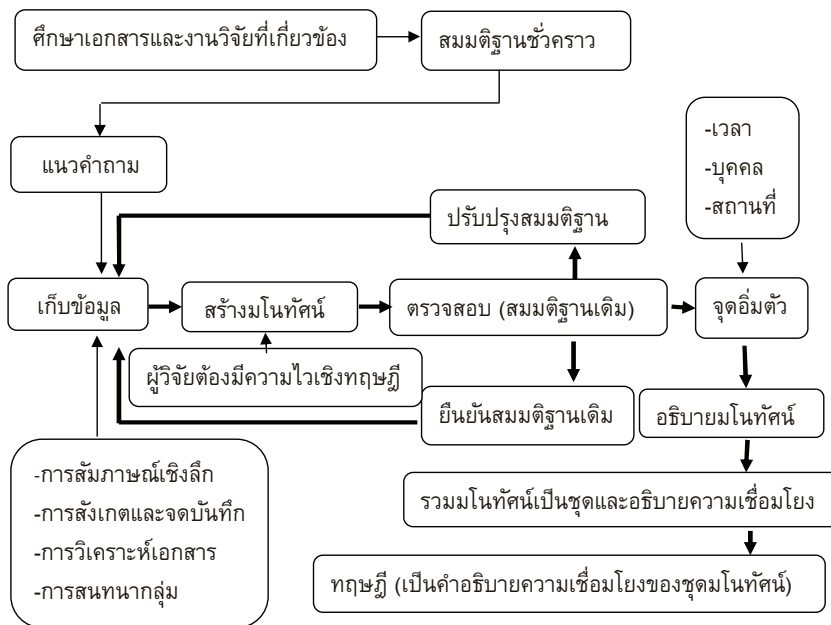 ศึกษาเอกสารและงานวิจัยที่เกี่ยวข้อง
สมมติฐานชั่วคราว
แนวคำถาม
-เวลา
-บุคคล
-สถานที่
ปรับปรุงสมมติฐาน
เก็บข้อมูล
สร้างมโนทัศน์
ตรวจสอบ (สมมติฐานเดิม)
จุดอิ่มตัว
ผู้วิจัยต้องมีความไวเชิงทฤษฎี
ยืนยันสมมติฐานเดิม
อธิบายมโนทัศน์
-การสัมภาษณ์เชิงลึก
-การสังเกตและจดบันทึก
-การวิเคราะห์เอกสาร
-การสนทนากลุ่ม
รวมมโนทัศน์เป็นชุดและอธิบายความเชื่อมโยง
ทฤษฎี (เป็นคำอธิบายความเชื่อมโยงของชุดมโนทัศน์)